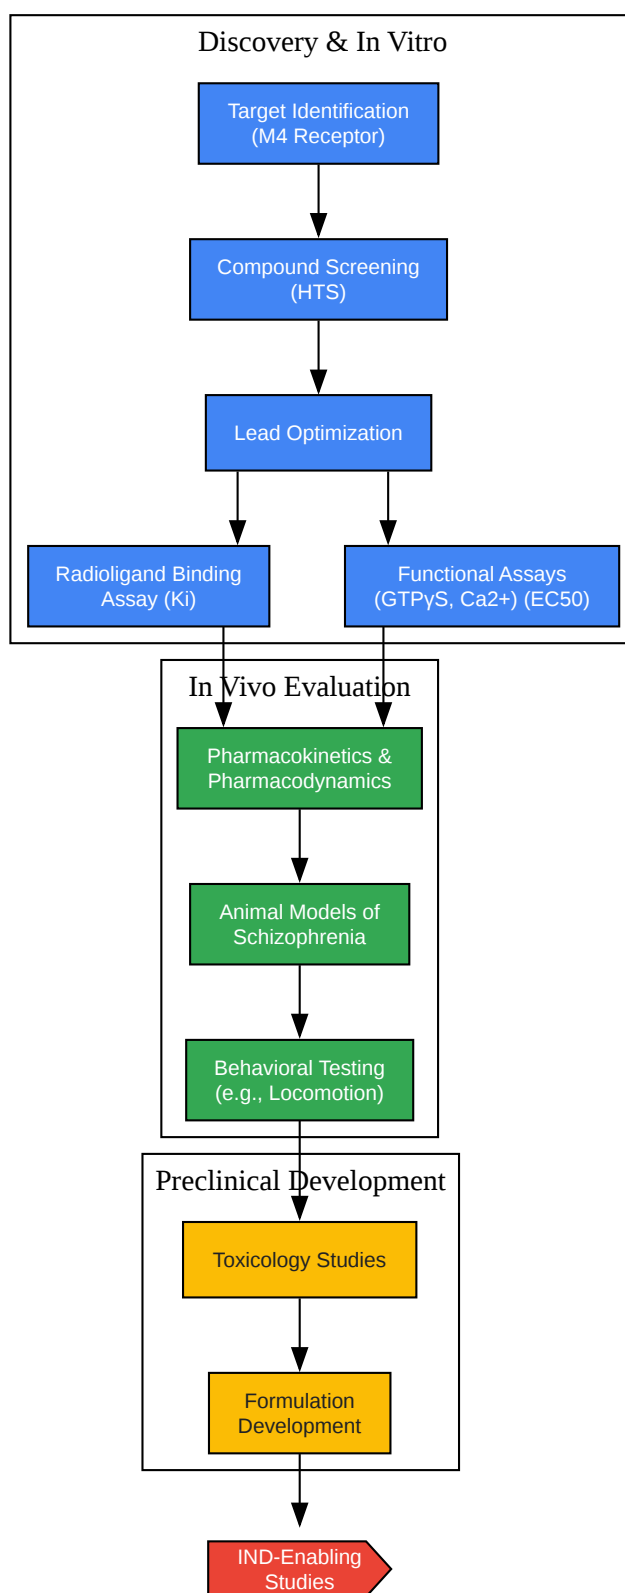 Discovery & In Vitro
Target Identification
(M4 Receptor)
Compound Screening
(HTS)
Lead Optimization
Radioligand Binding
Assay (Ki)
Functional Assays
(GTPγS, Ca2+) (EC50)
In Vivo Evaluation
Pharmacokinetics &
Pharmacodynamics
Animal Models of
Schizophrenia
Behavioral Testing
(e.g., Locomotion)
Preclinical Development
Toxicology Studies
Formulation
Development
IND-Enabling
Studies